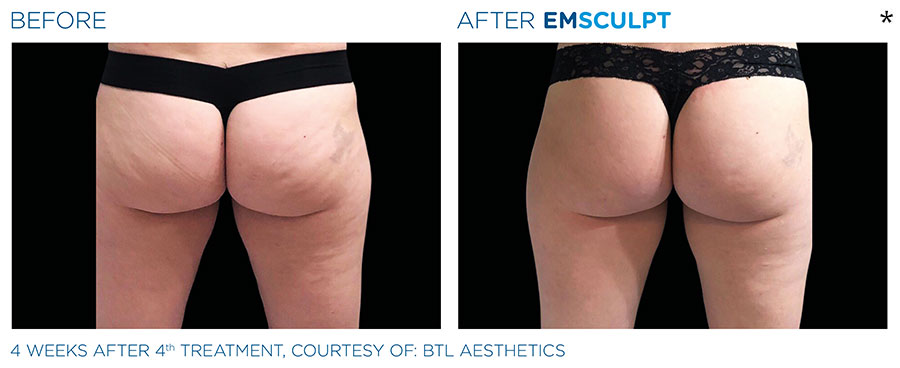 BEFORE
AFTER EMSCULPT
*
4 WEEKS AFTER 4th TREATMENT, COURTESY OF: BTL AESTHETICS